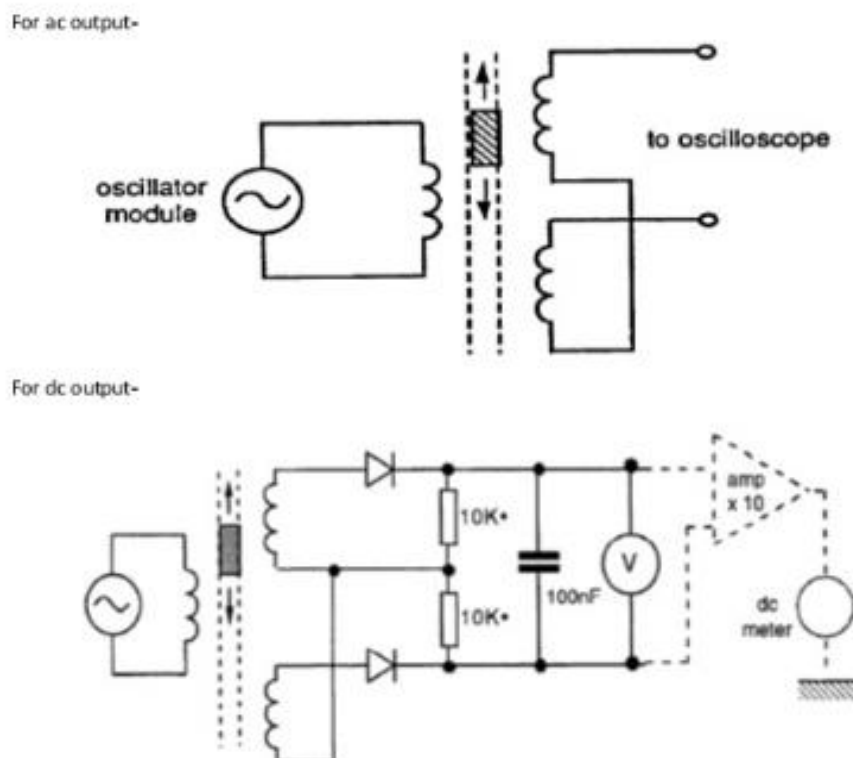 For ac output-
oscillator
module
to oscilloscope
For dc output-
10K*
10K*
100nF
V
amp
x 10
dc
meter